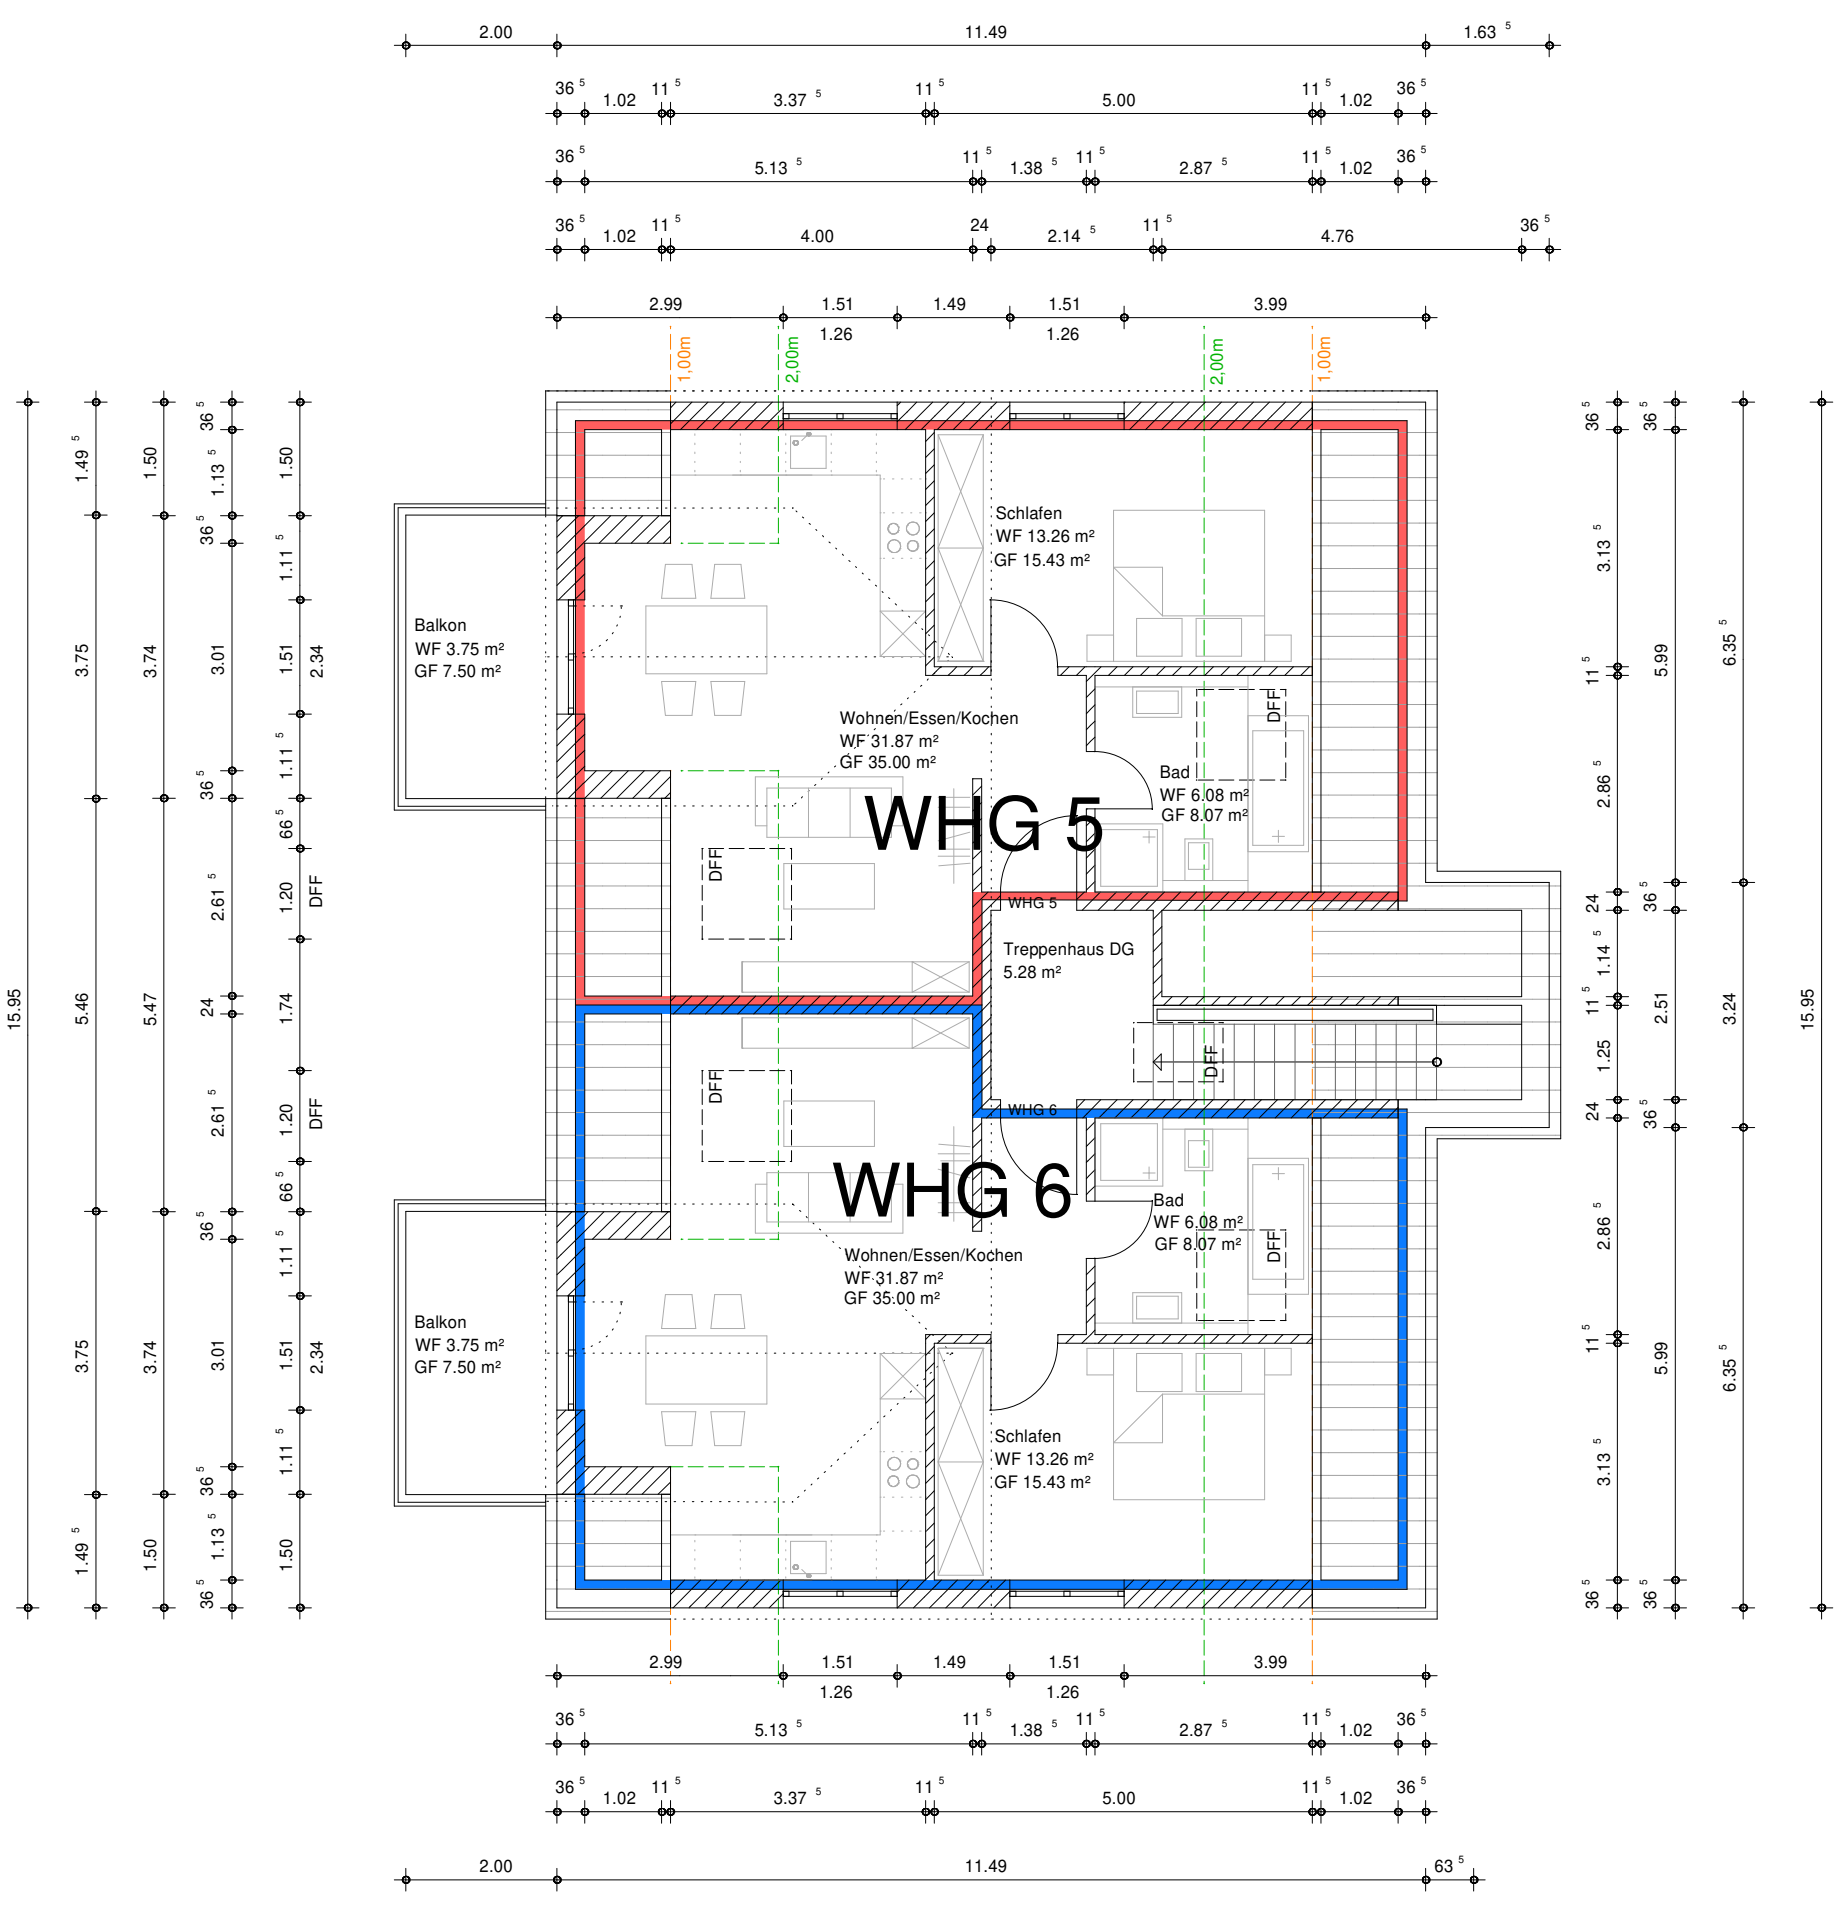 2.00 11.49 1.63 5
36 5 1.02 11 5 3.37 5 11 5 5.00 11 5 1.02 36 5
36 5 5.13 5 11 5 1.38 5 11 5 2.87 5 11 5 1.02 36 5
36 5 1.02 11 5 4.00 24 2.14 5 11 5 4.76 36 5
2.99 1.51 1.49 1.51 3.99
1.26 1.26
1,00m 2,00m 2,00m 1,00m
15.95
1.49 5 3.75 5.46 3.75 1.49 5
1.50 3.74 5.47 3.74 1.50
36 5 1.13 5 36 5 3.01 36 5 2.61 5 24 2.61 5 36 5 3.01 36 5 1.13 5 36 5
1.50 1.11 5 1.51 1.11 5 66 5 1.20 1.74 1.20 66 5 1.11 5 1.51 1.11 5 1.50
2.34 DFF DFF 2.34
Schlafen
WF 13.26 m²
GF 15.43 m²
Balkon
WF 3.75 m²
GF 7.50 m²
Wohnen/Essen/Kochen
WF 31.87 m²
GF 35.00 m²
DFF
Bad
WF 6.08 m²
GF 8.07 m²
WHG 5
DFF
WHG 5
Treppenhaus DG
5.28 m²
DFF
DFF
WHG 6
WHG 6
Bad
WF 6.08 m²
GF 8.07 m²
DFF
Wohnen/Essen/Kochen
WF 31.87 m²
GF 35.00 m²
Balkon
WF 3.75 m²
GF 7.50 m²
Schlafen
WF 13.26 m²
GF 15.43 m²
36 5 3.13 5 11 5 2.86 5 24 1.14 5 11 5 1.25 24 2.86 5 11 5 3.13 5 36 5
36 5 5.99 36 5 2.51 36 5 5.99 36 5
6.35 5 3.24 6.35 5
15.95
2.99 1.51 1.49 1.51 3.99
1.26 1.26
36 5 5.13 5 11 5 1.38 5 11 5 2.87 5 11 5 1.02 36 5
36 5 1.02 11 5 3.37 5 11 5 5.00 11 5 1.02 36 5
2.00 11.49 63 5